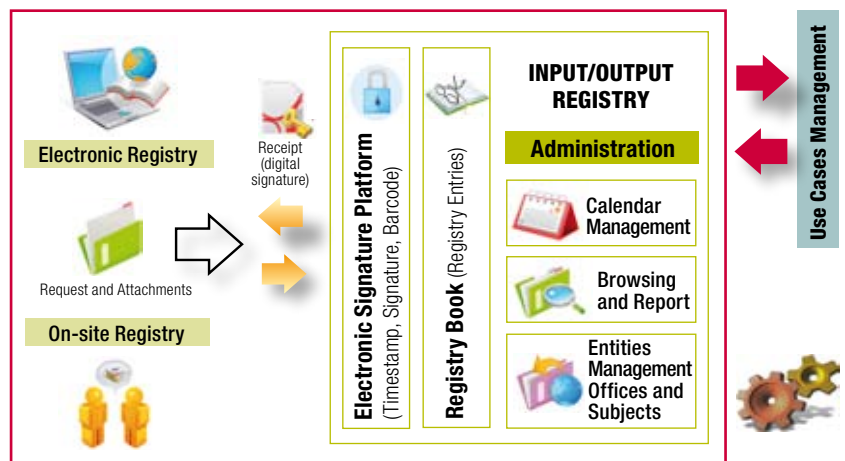 Electronic Registry
Request and Attachments
On-site Registry
Receipt
(digital
signature)
Electronic Signature Platform
(Timestamp, Signature, Barcode)
Registry Book (Registry Entries)
INPUT/OUTPUT
REGISTRY
Administration
Calendar
Management
Browsing
and Report
Entities
Management
Offices and
Subjects
Use Cases Management